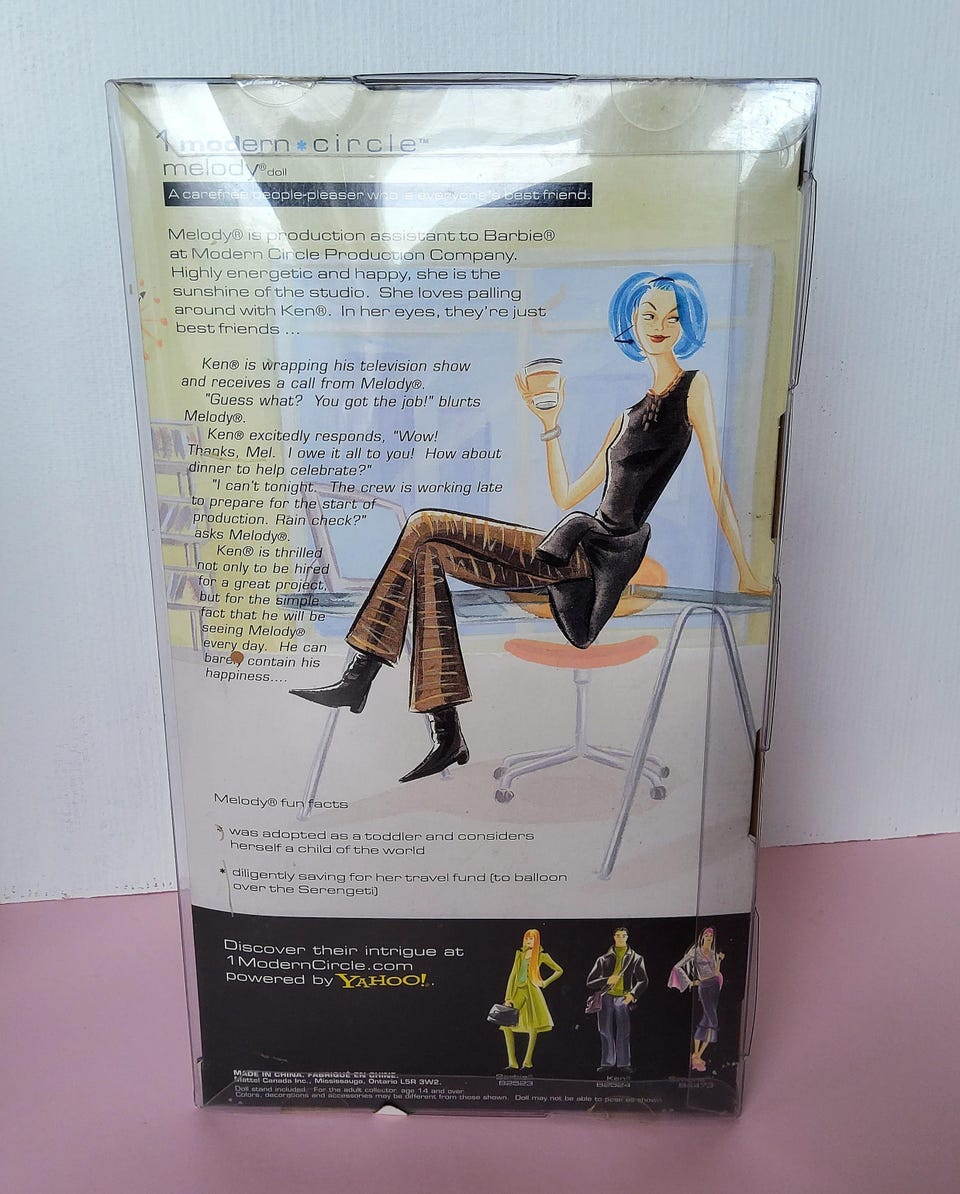 1 modern*circle™
melody® doll
A carefree people-pleaser who is everyone's best friend.
Melody® is production assistant to Barbie®
at Modern Circle Production Company.
Highly energetic and happy, she is the
sunshine of the studio. She loves palling
around with Ken®. In her eyes, they're just
best friends ...
Ken® is wrapping his television show
and receives a call from Melody®.
"Guess what? You got the job!" blurts
Melody®.
Ken® excitedly responds, "Wow!
Thanks, Mel. I owe it all to you! How about
dinner to help celebrate?"
"I can't tonight. The crew is working late
to prepare for the start of
production. Rain check?"
asks Melody®.
Ken® is thrilled
not only to be hired
for a great project,
but for the simple
fact that he will be
seeing Melody®
every day. He can
barely contain his
happiness....
Melody® fun facts
was adopted as a toddler and considers
herself a child of the world
* diligently saving for her travel fund (to balloon
over the Serengeti)
Discover their intrigue at
1ModernCircle.com
powered by YAHOO!®.
Barbie®
B2523
Ken®
B2524
MADE IN CHINA. FABRIQUÉ EN CHINE.
Mattel Canada Inc., Mississauga, Ontario L5R 3W2.
Doll stand included. For the adult collector, age 14 and over.
Colors, decorations and accessories may be different from those shown. Doll may not be able to pose as shown.